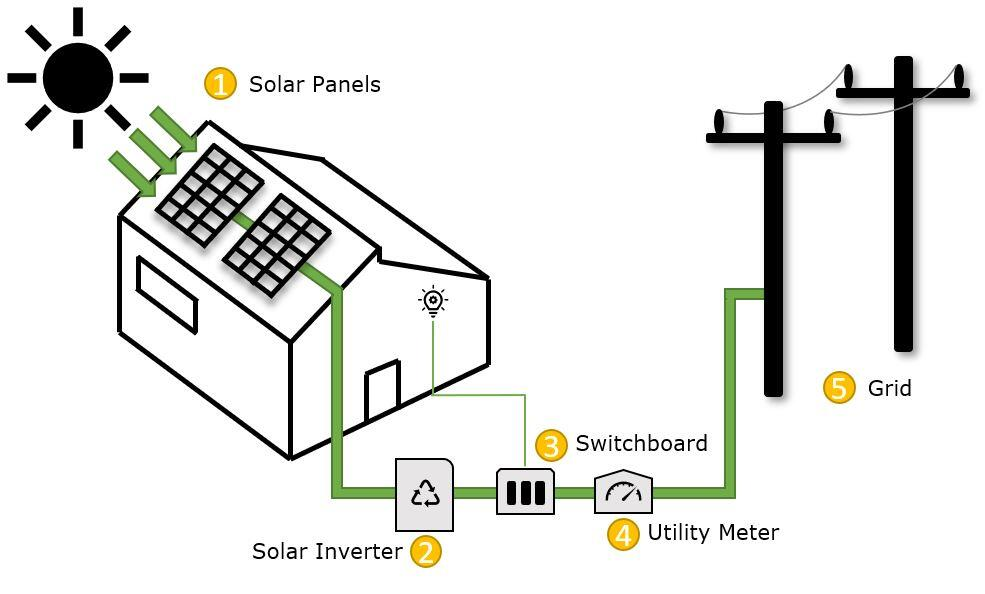 1 Solar Panels
3 Switchboard
5 Grid
4 Utility Meter
Solar Inverter 2